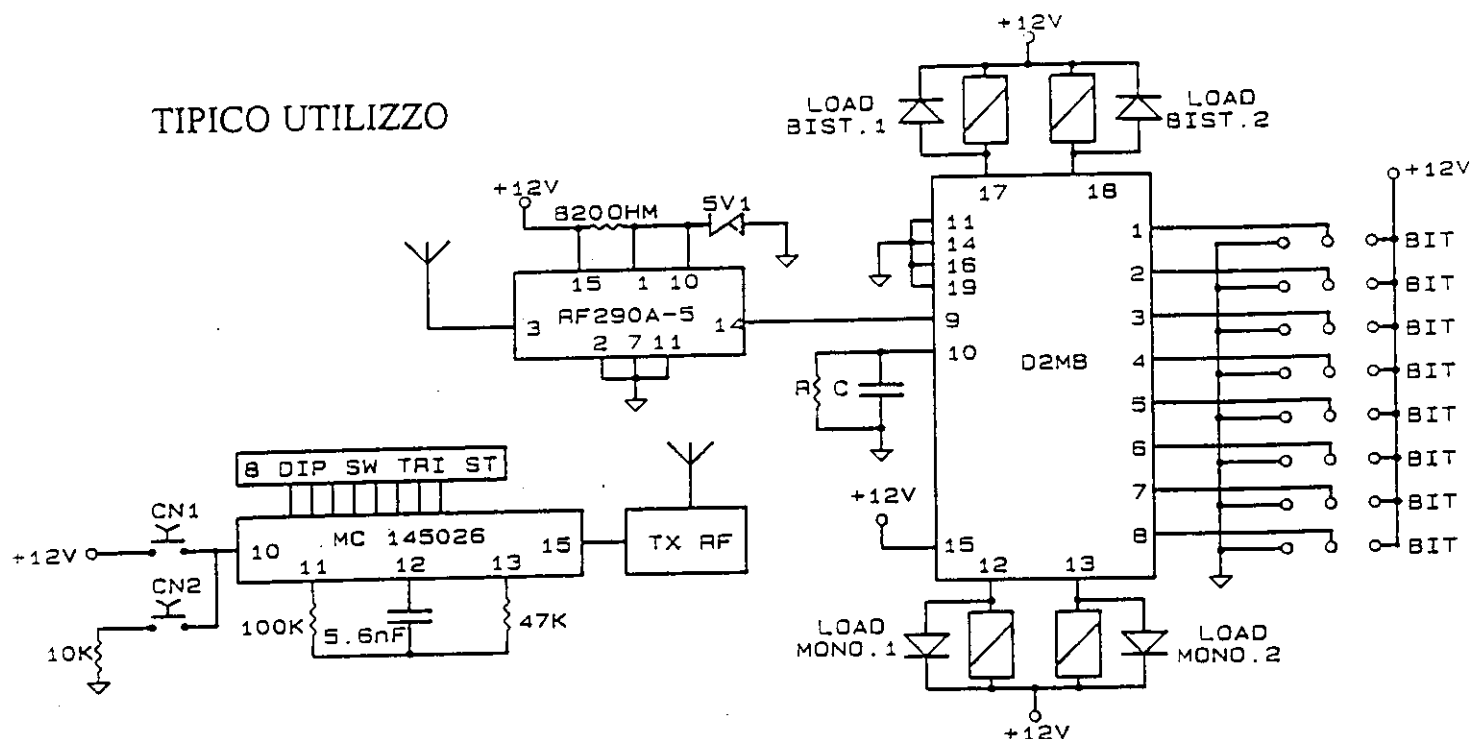 TIPICO UTILIZZO
+12V
LOAD
BIST.1
LOAD
BIST.2
17
18
+12V
820OHM
5V1
15
1
10
3
RF290A-5
14
2
7
11
11
14
16
19
9
10
D2MB
R
C
+12V
15
12
13
1
2
3
4
5
6
7
8
+12V
BIT
BIT
BIT
BIT
BIT
BIT
BIT
BIT
LOAD
MONO.1
LOAD
MONO.2
+12V
8 DIP SW TRI ST
CN1
+12V
10
MC 145026
15
11
12
13
TX RF
CN2
10K
100K
5.6nF
47K